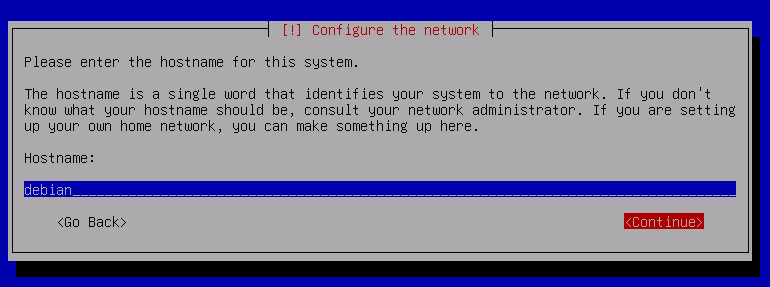 [!] Configure the network
Please enter the hostname for this system.
The hostname is a single word that identifies your system to the network. If you don't
know what your hostname should be, consult your network administrator. If you are setting
up your own home network, you can make something up here.
Hostname:
debian
<Go Back>
<Continue>